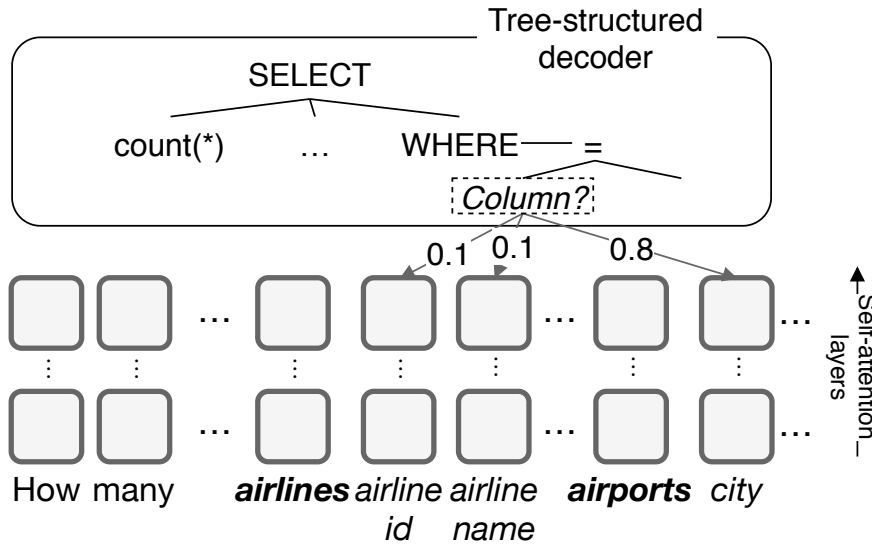 Tree-structured
decoder
SELECT
count(*) ... WHERE =
Column?
0.1 0.1 0.8
... ... ...
Self-attention
layers
... ... ...
How many airlines airline airline airports city
id name